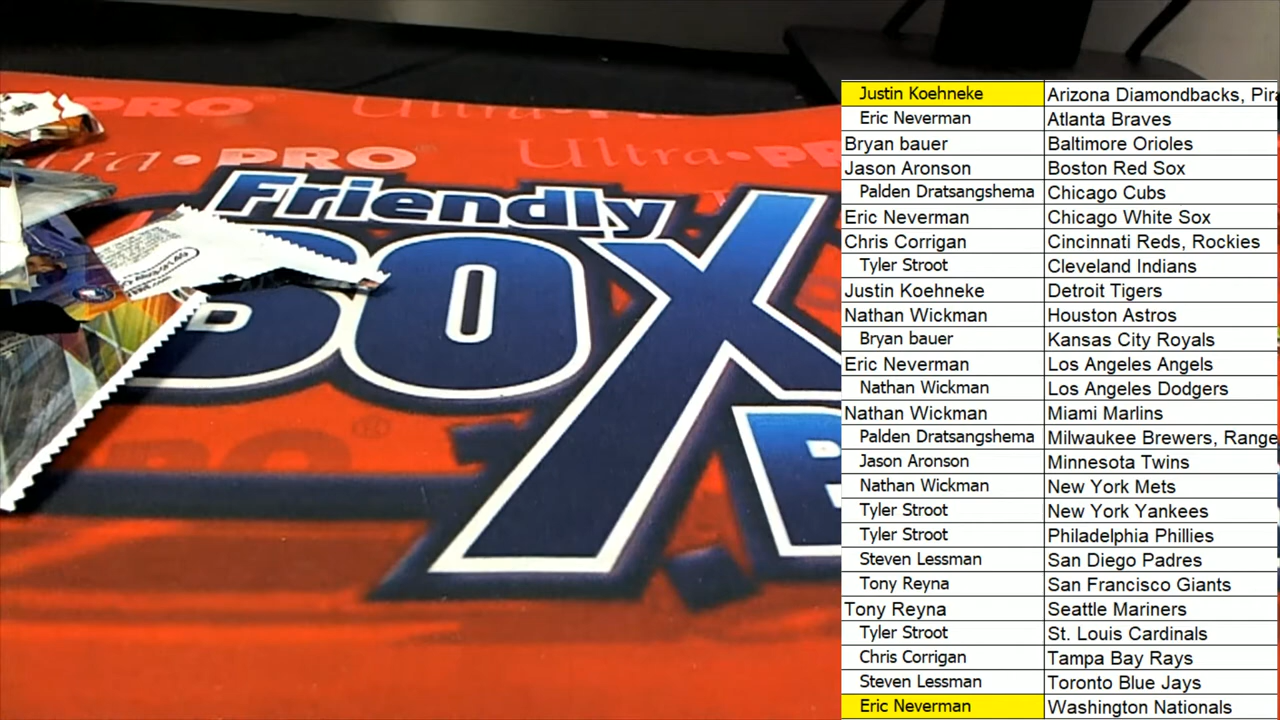 PRO
Ultra
ra • PRO
Ultra • PR
Friendly
BOX
B
Justin Koehneke Arizona Diamondbacks, Pir
Eric Neverman Atlanta Braves
Bryan bauer Baltimore Orioles
Jason Aronson Boston Red Sox
Palden Dratsangshema Chicago Cubs
Eric Neverman Chicago White Sox
Chris Corrigan Cincinnati Reds, Rockies
Tyler Stroot Cleveland Indians
Justin Koehneke Detroit Tigers
Nathan Wickman Houston Astros
Bryan bauer Kansas City Royals
Eric Neverman Los Angeles Angels
Nathan Wickman Los Angeles Dodgers
Nathan Wickman Miami Marlins
Palden Dratsangshema Milwaukee Brewers, Range
Jason Aronson Minnesota Twins
Nathan Wickman New York Mets
Tyler Stroot New York Yankees
Tyler Stroot Philadelphia Phillies
Steven Lessman San Diego Padres
Tony Reyna San Francisco Giants
Tony Reyna Seattle Mariners
Tyler Stroot St. Louis Cardinals
Chris Corrigan Tampa Bay Rays
Steven Lessman Toronto Blue Jays
Eric Neverman Washington Nationals